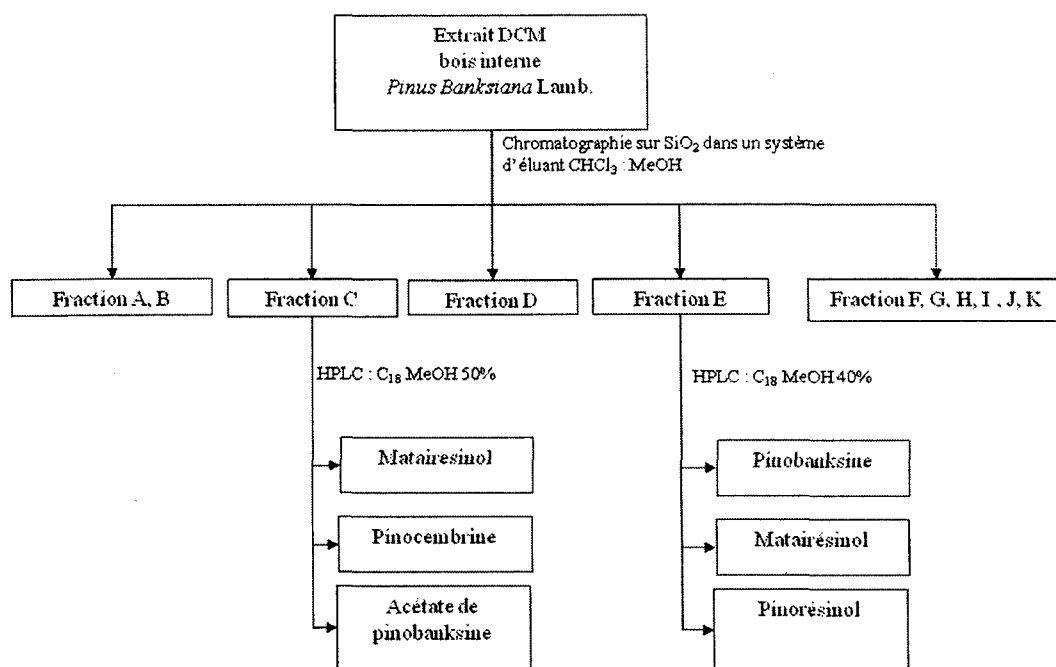 Extrait DCM
bois interne
Pinus Banksiana Lamb.
Chromatographie sur SiO₂ dans un système
d'éluant CHCl₃ : MeOH
Fraction A, B
Fraction C
Fraction D
Fraction E
Fraction F, G, H, I , J, K
HPLC : C₁₈ MeOH 50%
HPLC : C₁₈ MeOH 40%
Matairesinol
Pinobanksine
Pinocembrine
Matairésinol
Acétate de
pinobanksine
Pinorésinol